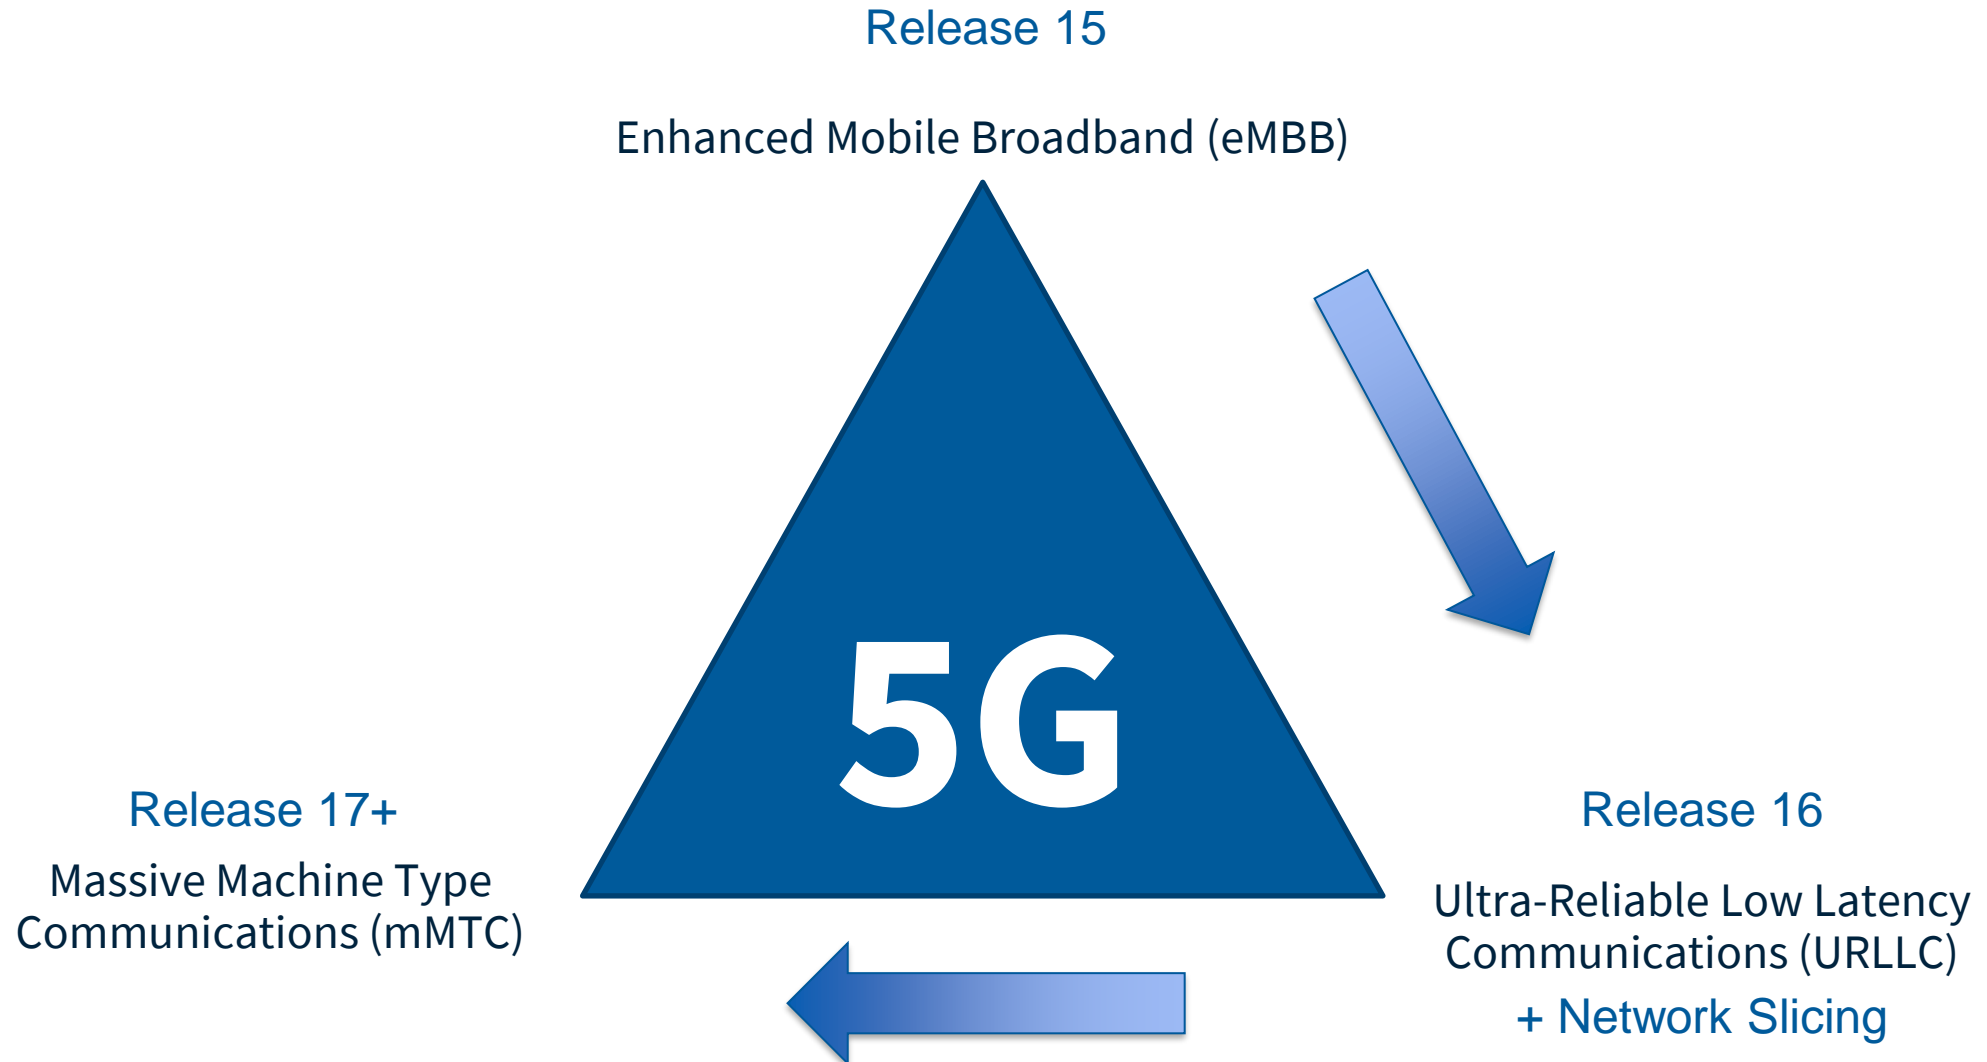 Release 15
Enhanced Mobile Broadband (eMBB)
5G
Release 17+
Massive Machine Type
Communications (mMTC)
Release 16
Ultra-Reliable Low Latency
Communications (URLLC)
+ Network Slicing